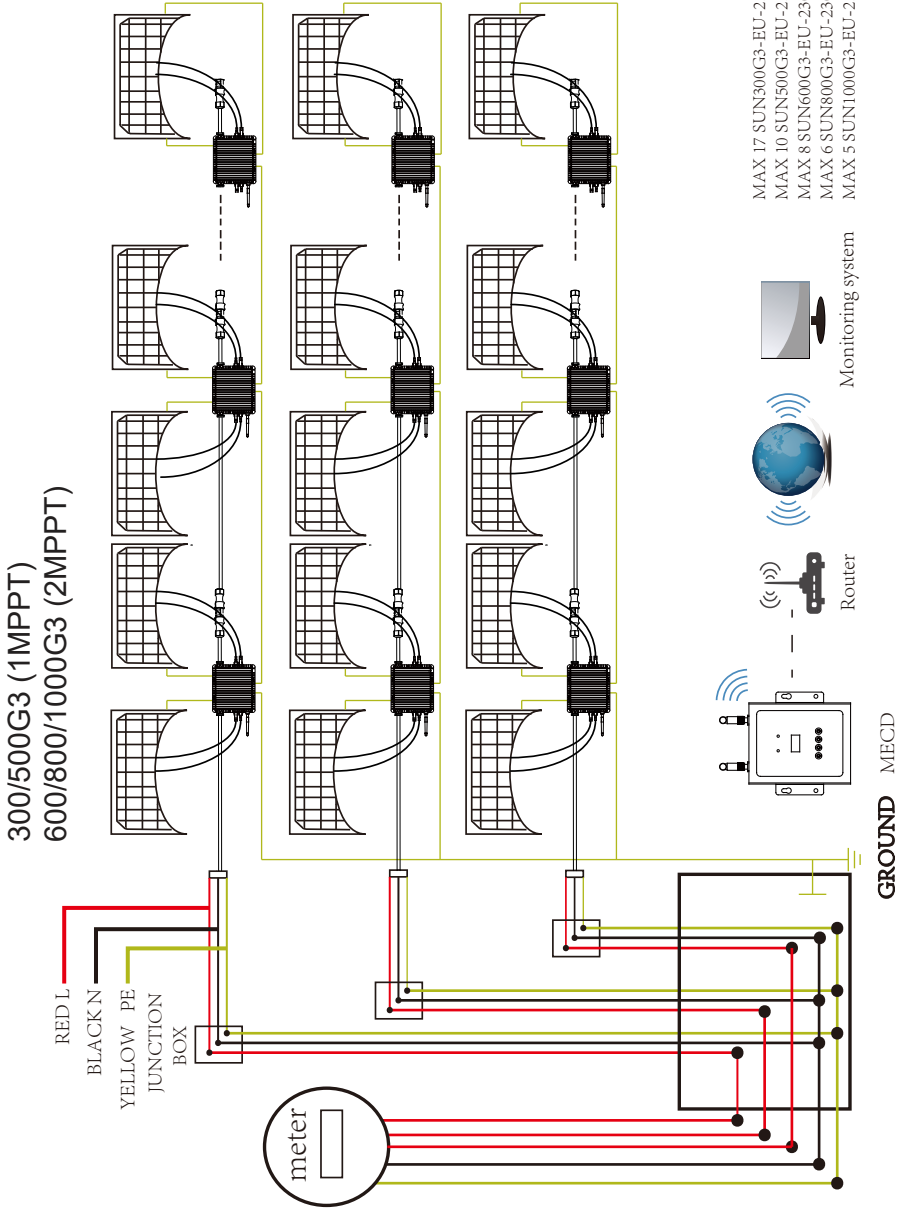 300/500G3 (1MPPT)
600/800/1000G3 (2MPPT)
RED L
BLACK N
YELLOW PE
JUNCTION
BOX
meter
GROUND
MECD
Router
Monitoring system
MAX 17 SUN300G3-EU-2
MAX 10 SUN500G3-EU-2
MAX 8 SUN600G3-EU-23
MAX 6 SUN800G3-EU-23
MAX 5 SUN1000G3-EU-2